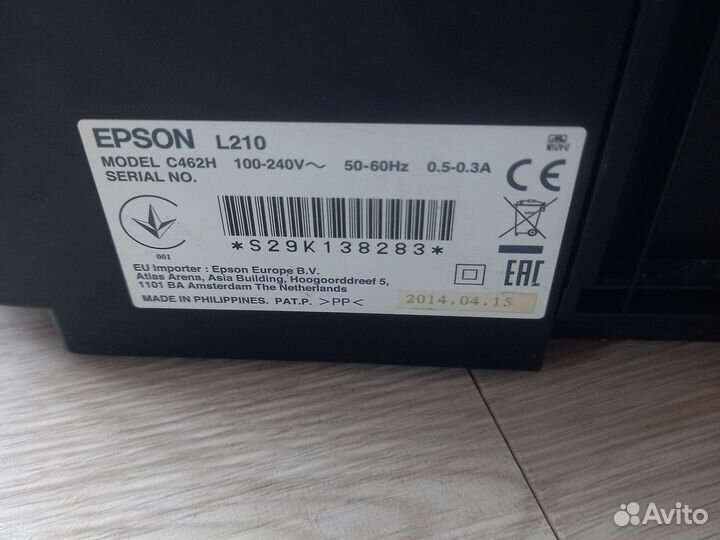 EPSON L210
MODEL C462H 100-240V～ 50-60Hz 0.5-0.3A
SERIAL NO.
001
*S29K138283*
EU Importer : Epson Europe B.V.
Atlas Arena, Asia Building, Hoogoorddreef 5,
1101 BA Amsterdam The Netherlands
MADE IN PHILIPPINES. PAT.P. >PP<
2014.04.15
CE
EAC
Avito